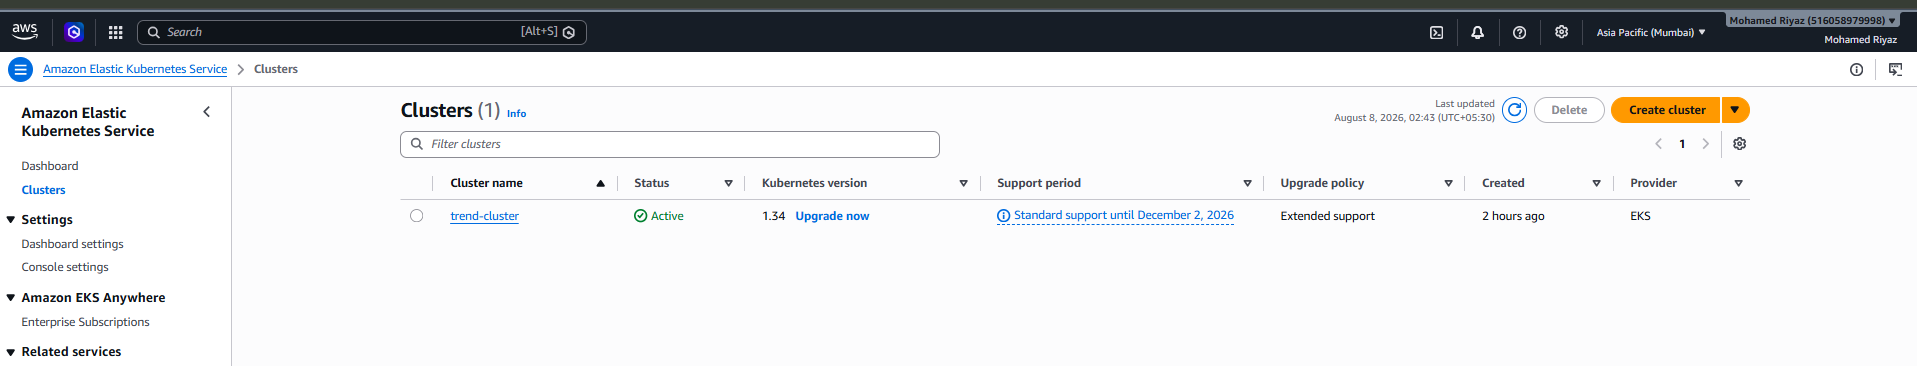 aws
Search
[Alt+S]
Asia Pacific (Mumbai)
Mohamed Riyaz (516058979998)
Mohamed Riyaz
Amazon Elastic Kubernetes Service
Clusters
Amazon Elastic
Kubernetes Service
Dashboard
Clusters
Settings
Dashboard settings
Console settings
Amazon EKS Anywhere
Enterprise Subscriptions
Related services
Clusters (1) Info
Last updated
August 8, 2026, 02:43 (UTC+05:30)
Delete
Create cluster
Filter clusters
1
Cluster name Status Kubernetes version Support period Upgrade policy Created Provider
trend-cluster Active 1.34 Upgrade now Standard support until December 2, 2026 Extended support 2 hours ago EKS